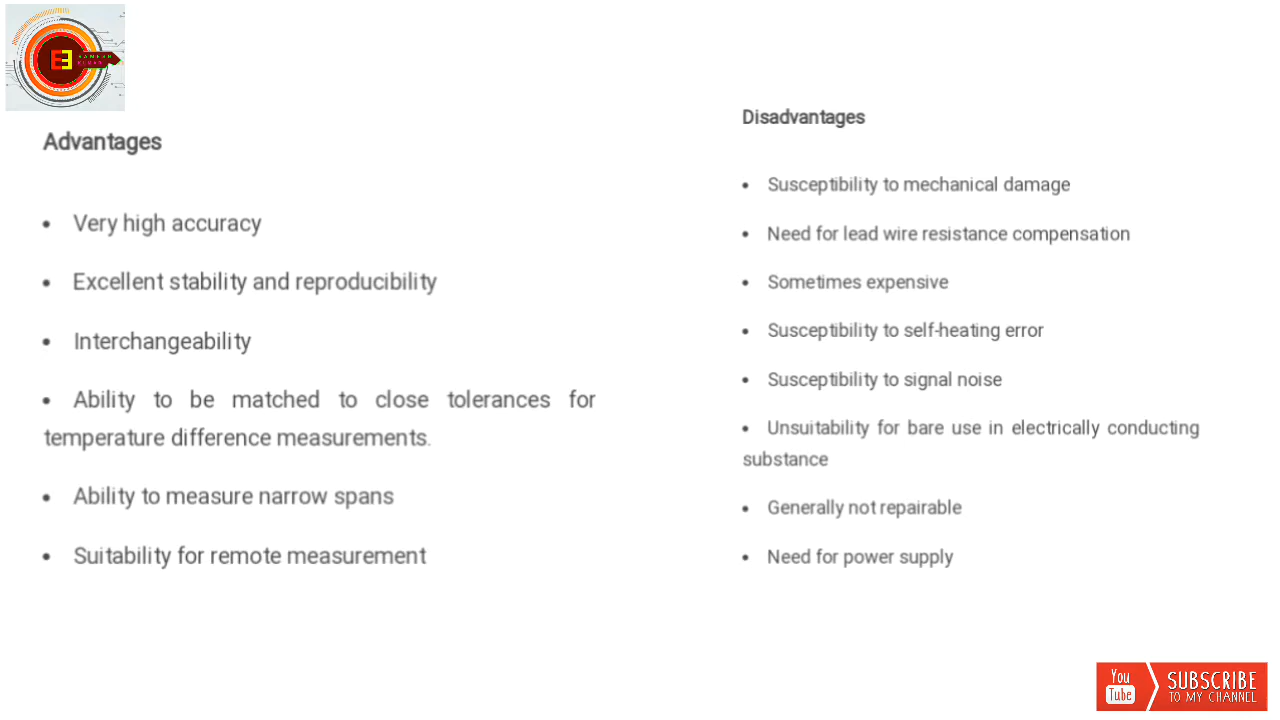 E3
RAMESH
KUMAR
Advantages
• Very high accuracy
• Excellent stability and reproducibility
• Interchangeability
• Ability to be matched to close tolerances for
temperature difference measurements.
• Ability to measure narrow spans
• Suitability for remote measurement
Disadvantages
• Susceptibility to mechanical damage
• Need for lead wire resistance compensation
• Sometimes expensive
• Susceptibility to self-heating error
• Susceptibility to signal noise
• Unsuitability for bare use in electrically conducting
substance
• Generally not repairable
• Need for power supply
You
Tube
SUBSCRIBE
TO MY CHANNEL